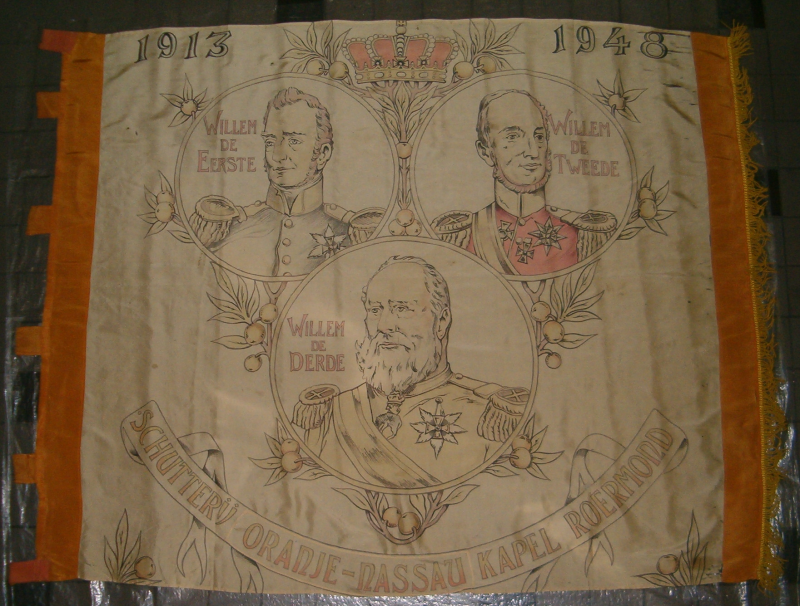 1913
1948
WILLEM
DE
EERSTE
WILLEM
DE
TWEEDE
WILLEM
DE
DERDE
SCHUTTERIJ ORANJE-NASSAU KAPEL ROERMOND